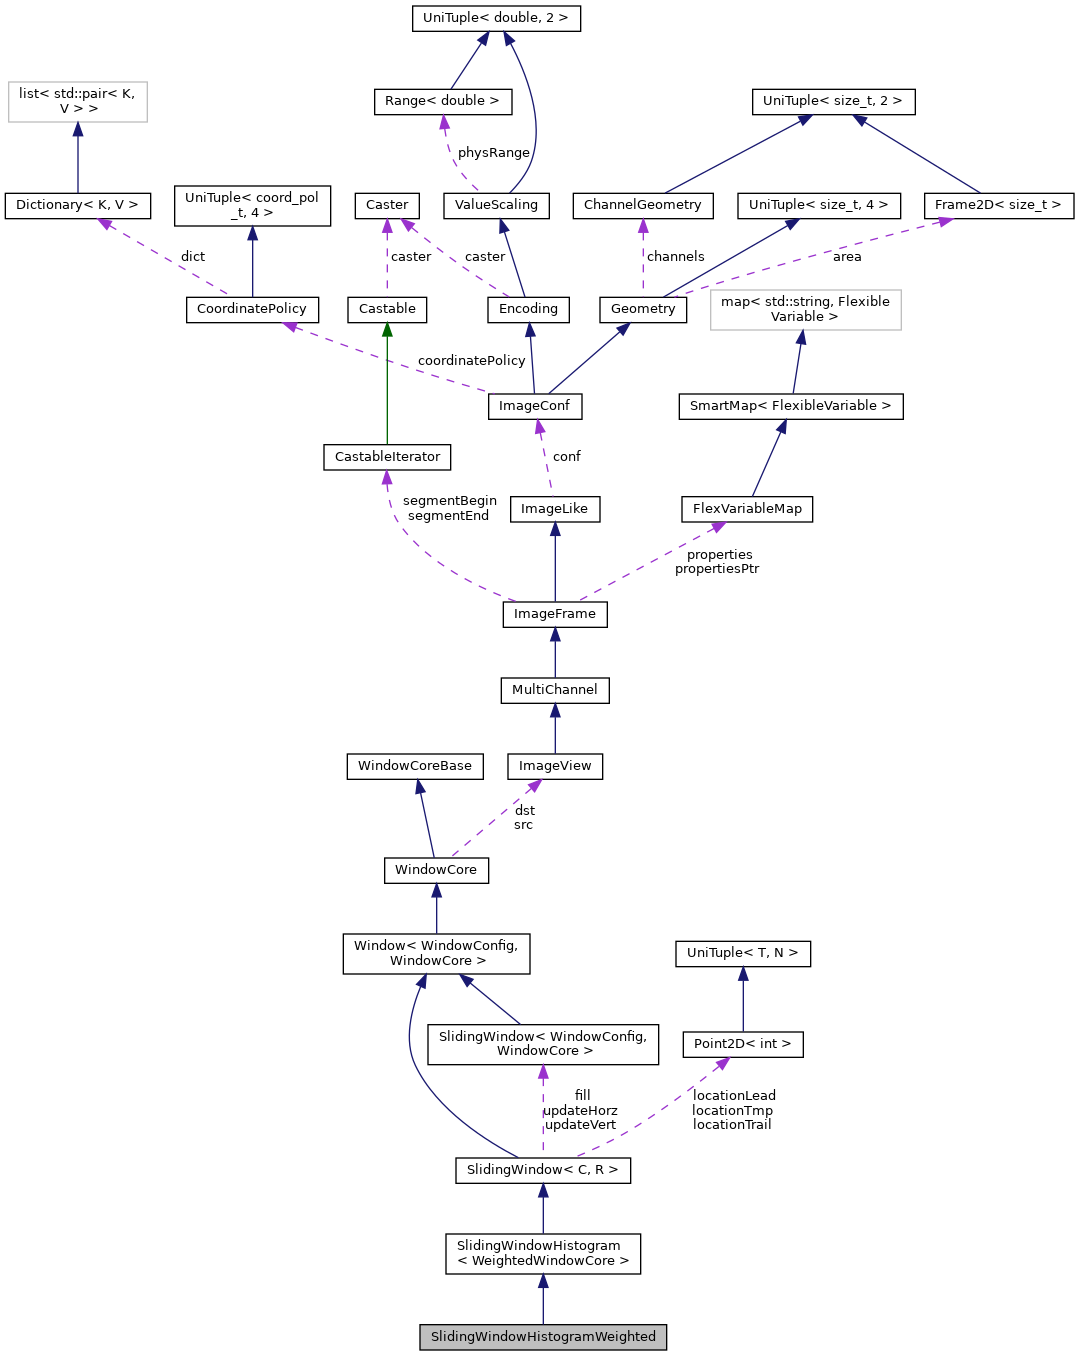 UniTuple< double, 2 >
list< std::pair< K,
V > >
Range< double >
UniTuple< size_t, 2 >
physRange
Dictionary< K, V >
UniTuple< coord_pol
_t, 4 >
Caster
ValueScaling
ChannelGeometry
UniTuple< size_t, 4 >
Frame2D< size_t >
dict
caster
caster
channels
area
CoordinatePolicy
Castable
Encoding
Geometry
map< std::string, Flexible
Variable >
coordinatePolicy
ImageConf
SmartMap< FlexibleVariable >
CastableIterator
conf
segmentBegin
segmentEnd
ImageLike
FlexVariableMap
properties
propertiesPtr
ImageFrame
MultiChannel
WindowCoreBase
ImageView
dst
src
WindowCore
Window< WindowConfig,
WindowCore >
UniTuple< T, N >
SlidingWindow< WindowConfig,
WindowCore >
Point2D< int >
fill
updateHorz
updateVert
locationLead
locationTmp
locationTrail
SlidingWindow< C, R >
SlidingWindowHistogram
< WeightedWindowCore >
SlidingWindowHistogramWeighted